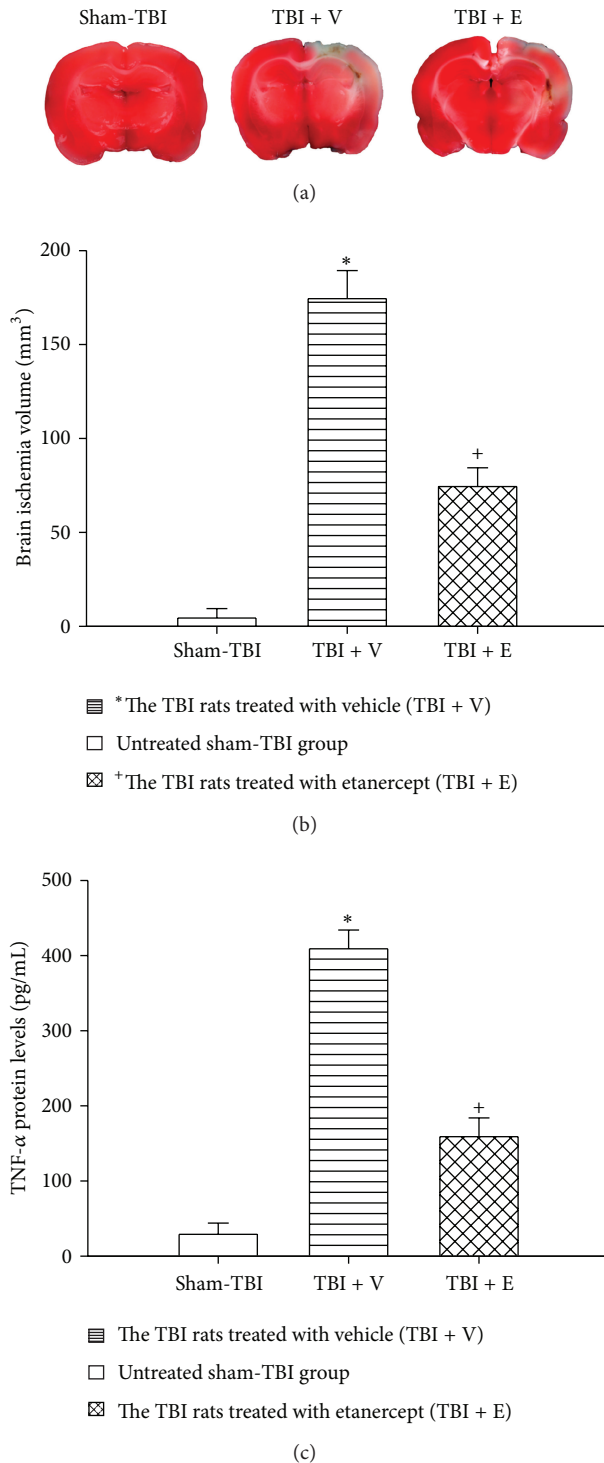 Sham-TBI TBI + V TBI + E
(a)
200
150
100
50
0
Brain ischemia volume (mm³)
*
+
Sham-TBI TBI + V TBI + E
*The TBI rats treated with vehicle (TBI + V)
Untreated sham-TBI group
+The TBI rats treated with etanercept (TBI + E)
(b)
500
400
300
200
100
0
TNF-α protein levels (pg/mL)
*
+
Sham-TBI TBI + V TBI + E
The TBI rats treated with vehicle (TBI + V)
Untreated sham-TBI group
The TBI rats treated with etanercept (TBI + E)
(c)